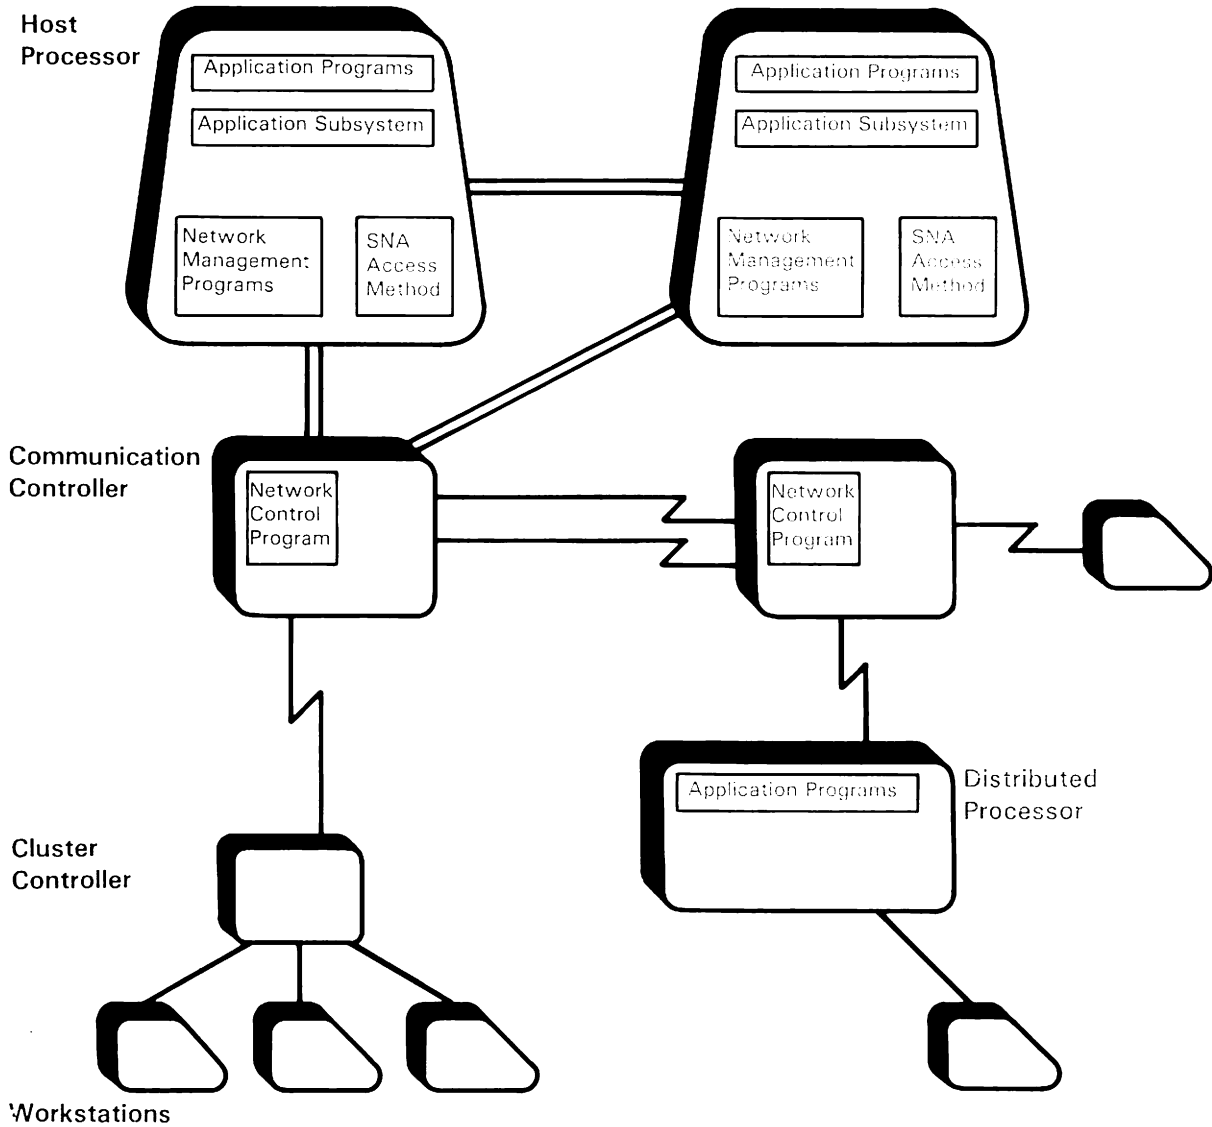 Host
Processor
Application Programs
Application Subsystem
Network
Management
Programs
SNA
Access
Method
Application Programs
Application Subsystem
Network
Management
Programs
SNA
Access
Method
Communication
Controller
Network
Control
Program
Network
Control
Program
Application Programs
Distributed
Processor
Cluster
Controller
Workstations